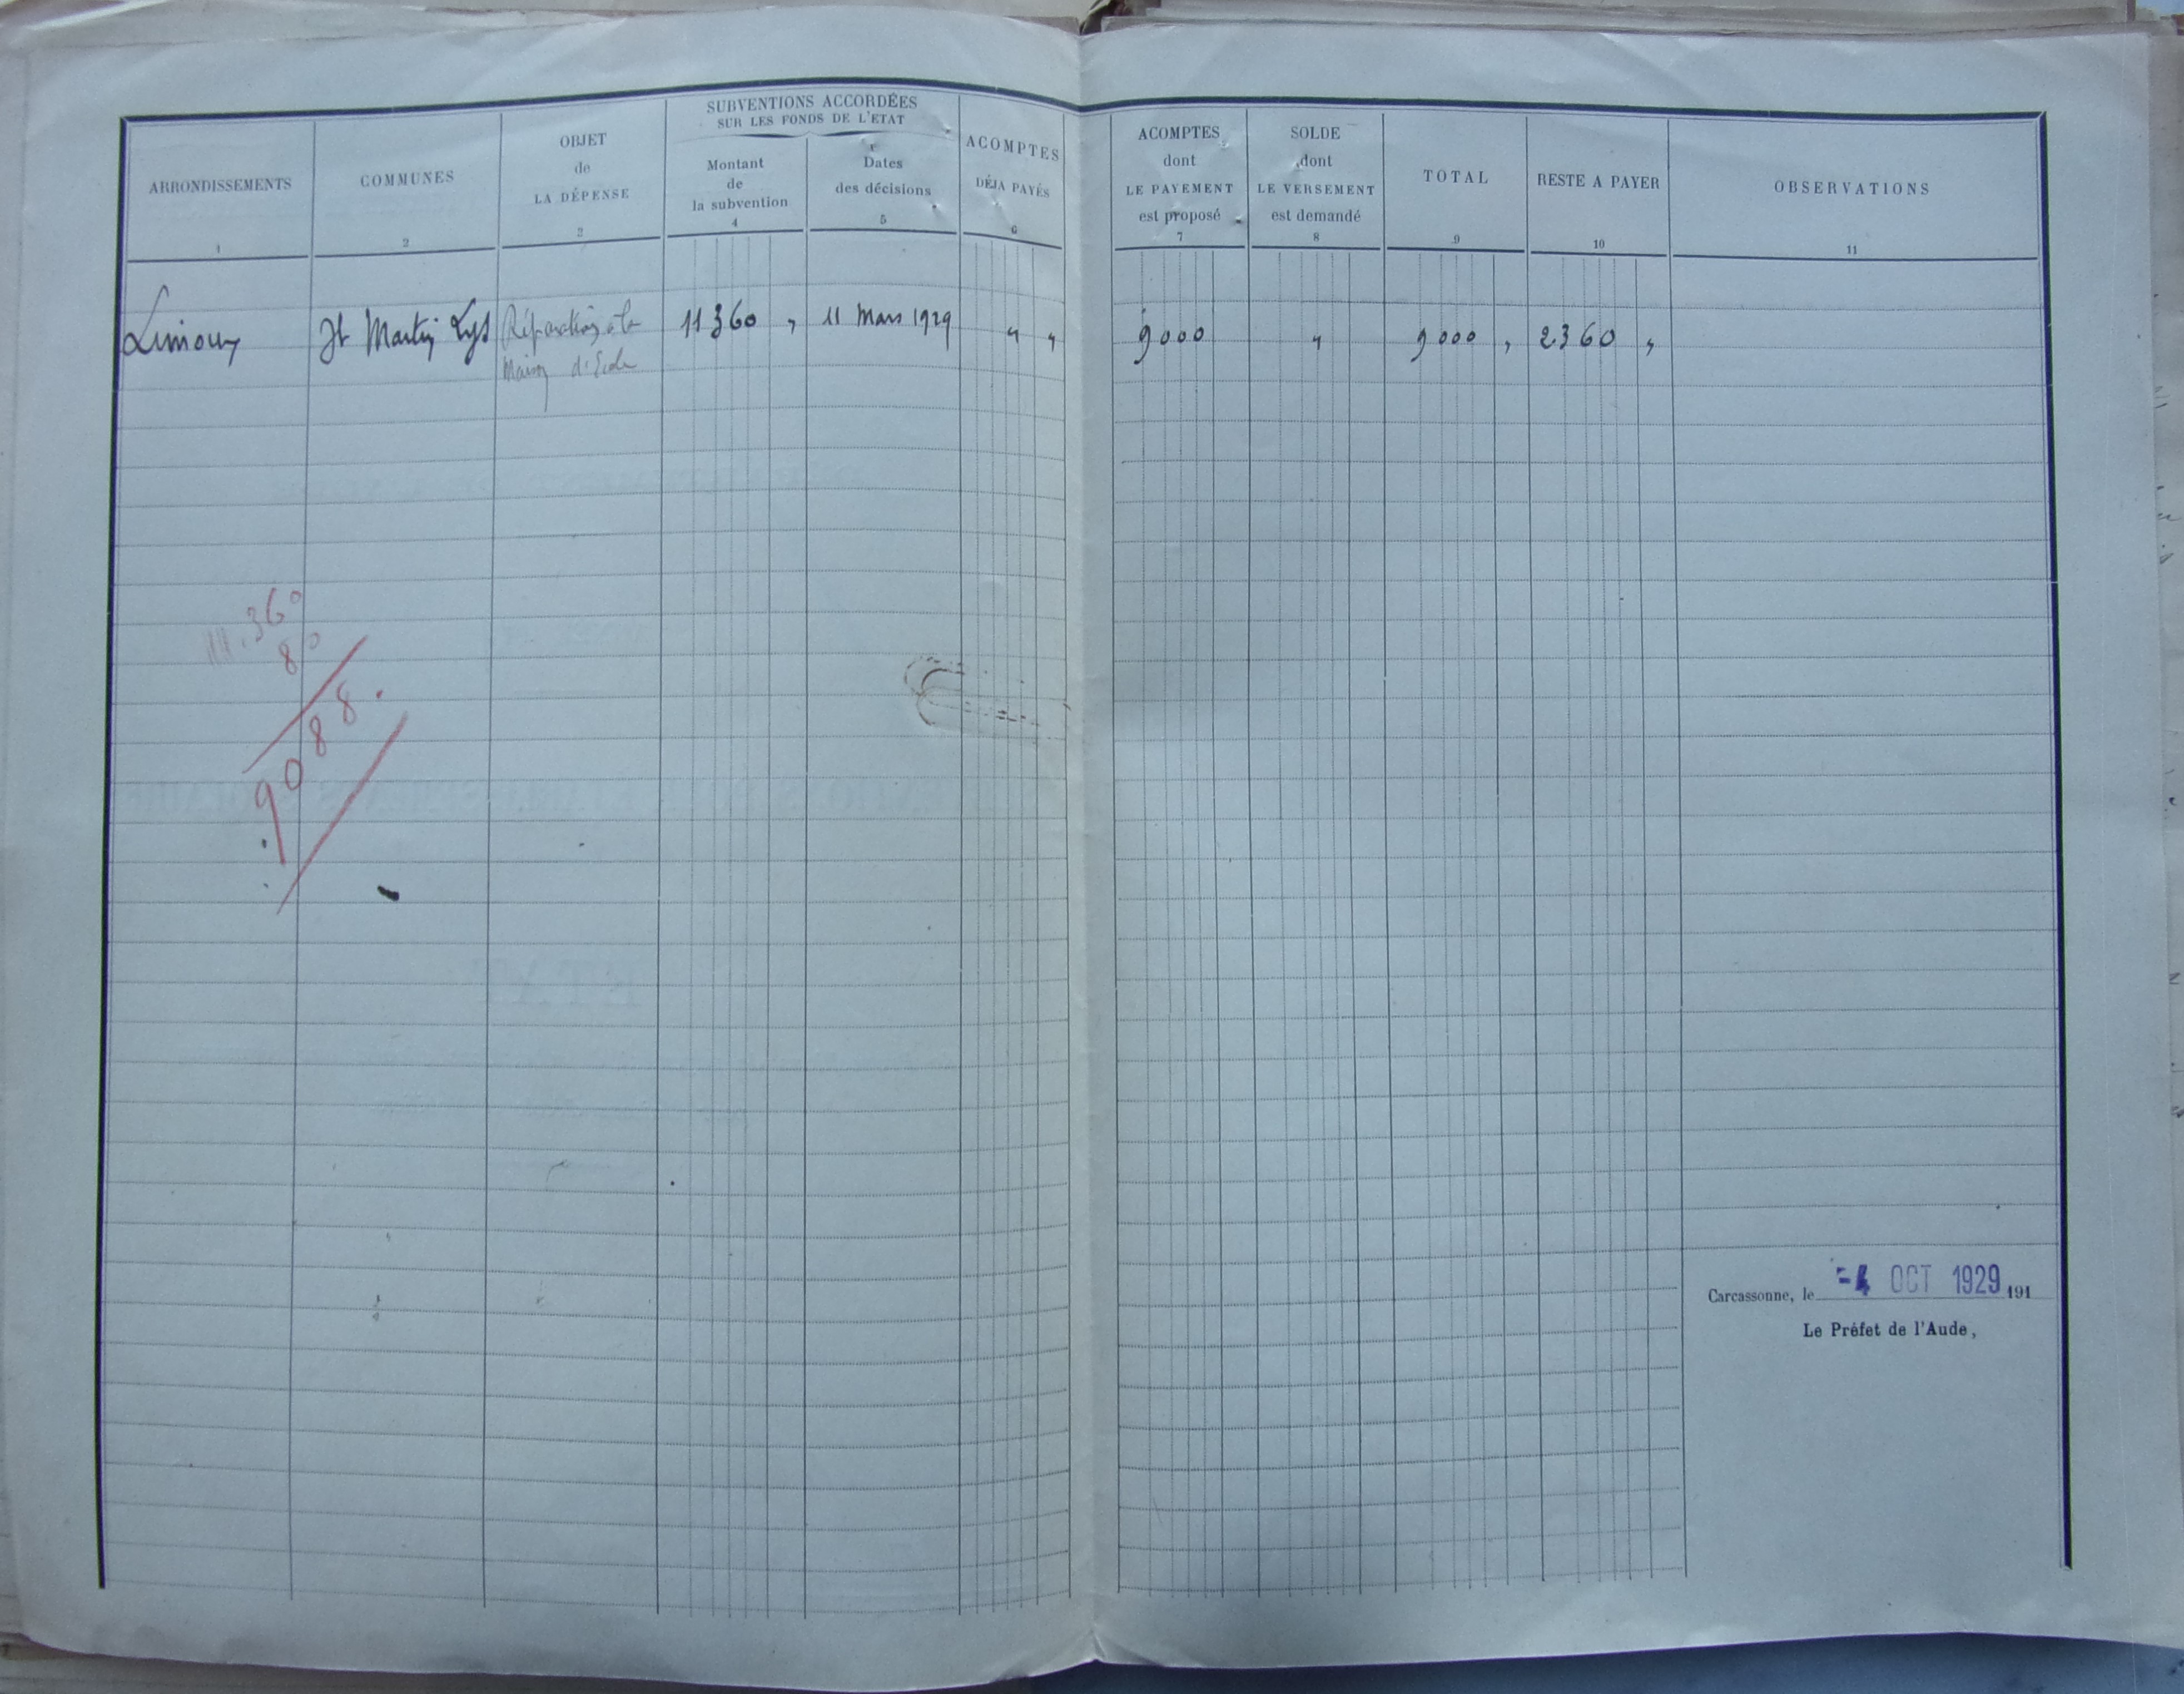 SUBVENTIONS ACCORDÉES
SUR LES FONDS DE L'ETAT
ARRONDISSEMENTS
1
COMMUNES
2
OBJET
de
LA DÉPENSE
3
Montant
de
la subvention
4
Dates
des décisions
5
ACOMPTES
DÉJA PAYÉS
6
ACOMPTES
dont
LE PAYEMENT
est proposé
7
SOLDE
dont
LE VERSEMENT
est demandé
8
TOTAL
9
RESTE A PAYER
10
OBSERVATIONS
11
Limoux
St Martin Lys
Réparations à la
Maison d'Ecole
11360 "
11 Mars 1929
" "
9000
"
9000 "
2360 "
11.360
80
9088.
Carcassonne, le -4 OCT 1929 191
Le Préfet de l'Aude,